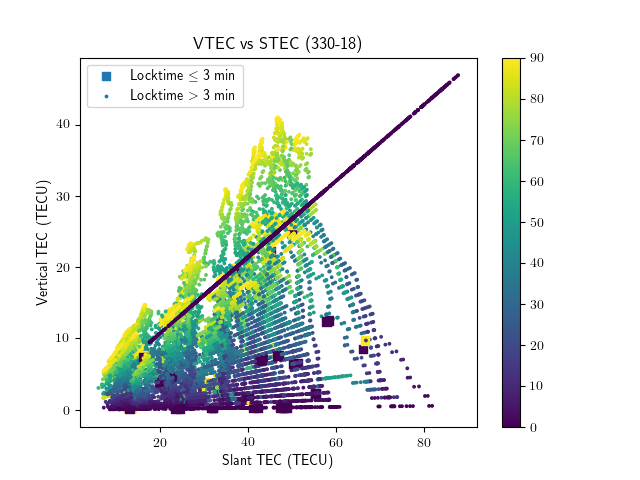 VTEC vs STEC (330-18)
Locktime ≤ 3 min
Locktime > 3 min
Vertical TEC (TECU)
40
30
20
10
0
20 40 60 80
Slant TEC (TECU)
90
80
70
60
50
40
30
20
10
0